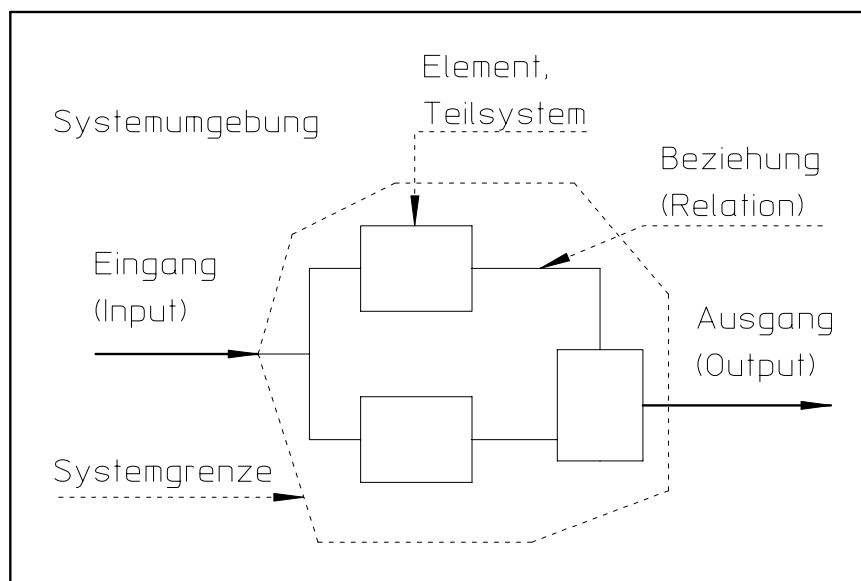 Element,
Teilsystem
Systemumgebung
Beziehung
(Relation)
Eingang
(Input)
Ausgang
(Output)
Systemgrenze